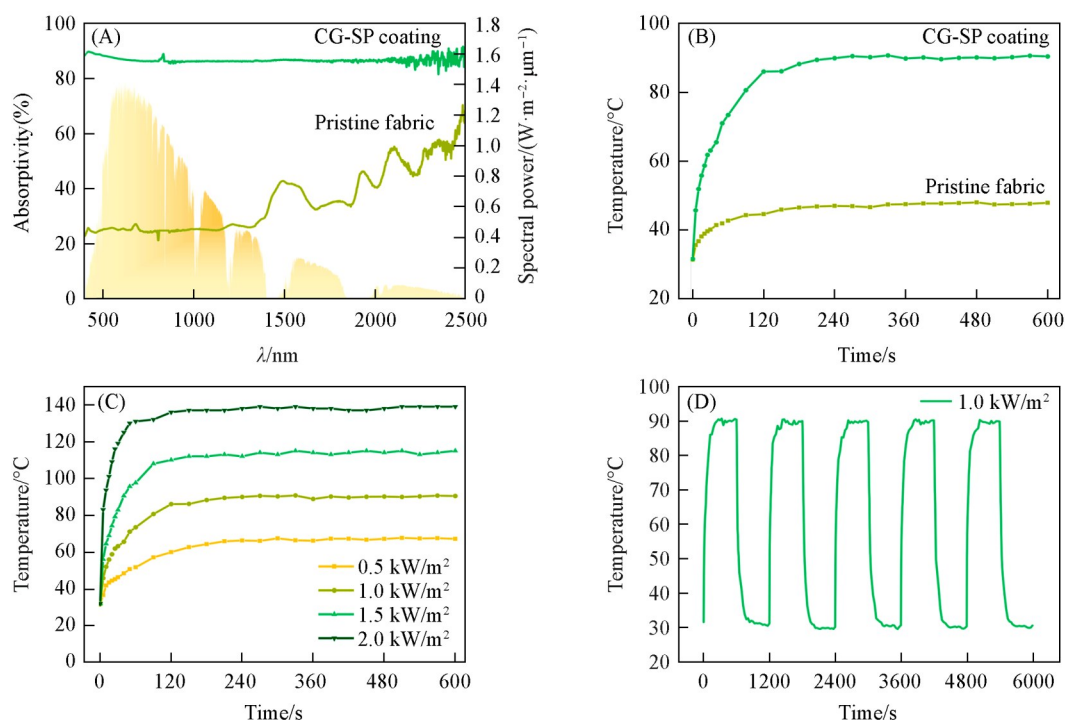 (A)
CG-SP coating
Pristine fabric
100
80
60
40
20
0
Absorptivity(%)
1.8
1.6
1.4
1.2
1.0
0.8
0.6
0.4
0.2
0
Spectral power/(W·m⁻²·μm⁻¹)
500
1000
1500
2000
2500
λ/nm
(B)
CG-SP coating
Pristine fabric
100
80
60
40
20
Temperature/°C
0
120
240
360
480
600
Time/s
(C)
140
120
100
80
60
40
20
0
Temperature/°C
0.5 kW/m²
1.0 kW/m²
1.5 kW/m²
2.0 kW/m²
0
120
240
360
480
600
Time/s
(D)
1.0 kW/m²
100
90
80
70
60
50
40
30
20
Temperature/°C
0
1200
2400
3600
4800
6000
Time/s